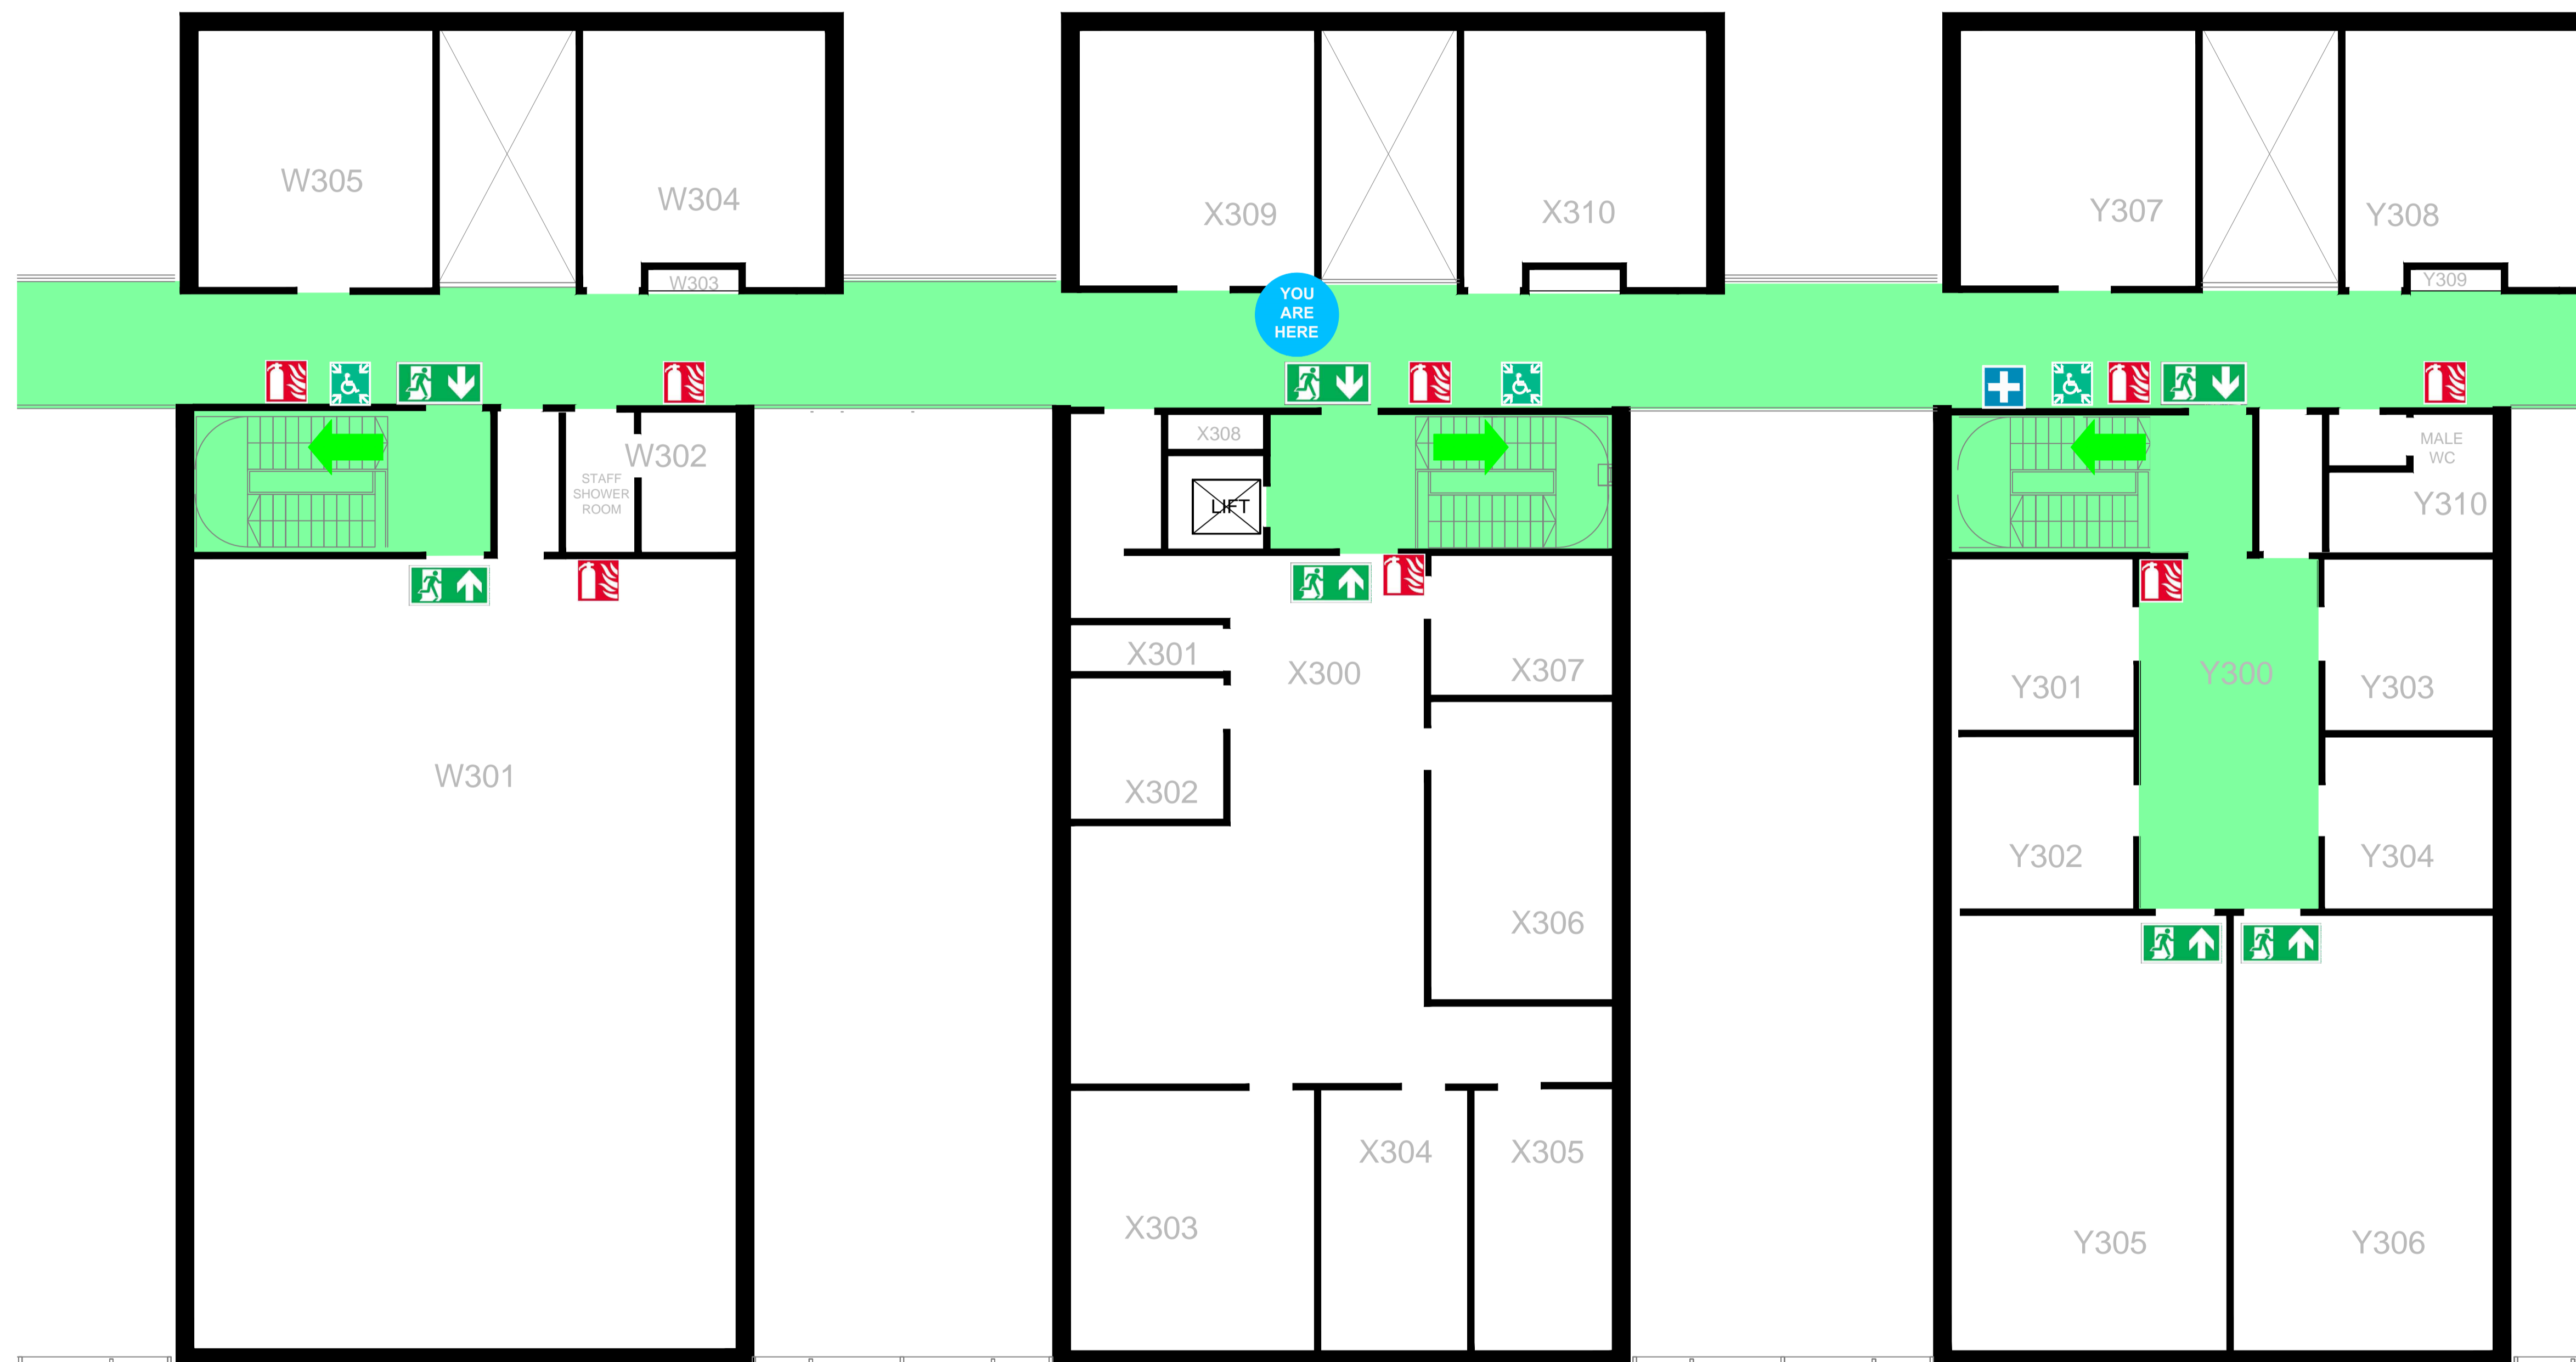 W305
W304
W303
X309
X310
Y307
Y308
Y309
YOU
ARE
HERE
STAFF
SHOWER
ROOM
W302
X308
LIFT
MALE
WC
Y310
W301
X301
X300
X307
X302
X306
X303
X304
X305
Y301
Y300
Y303
Y302
Y304
Y305
Y306